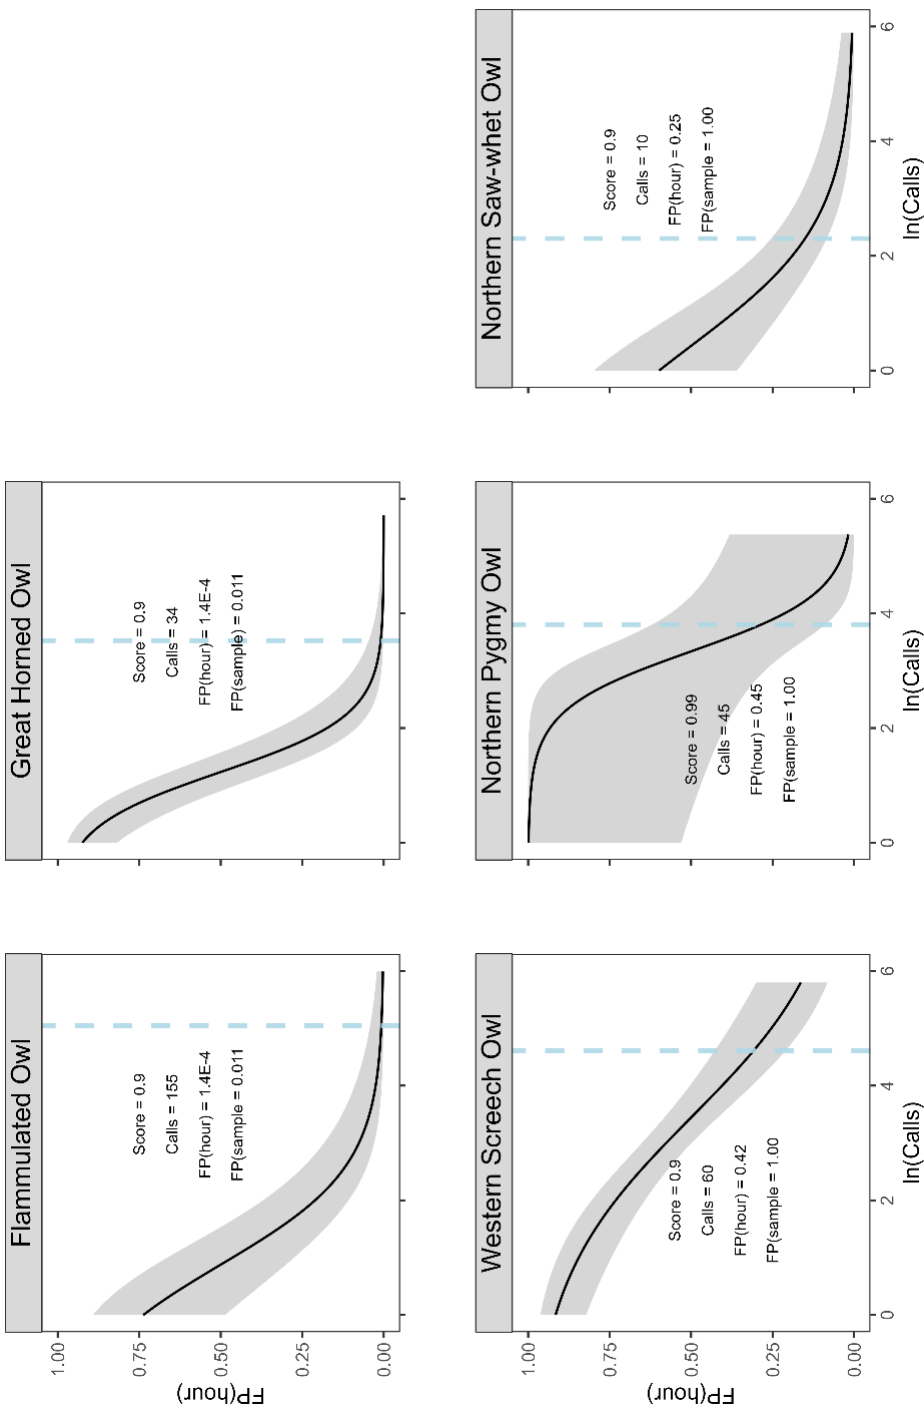 Flammulated Owl
Great Horned Owl
FP(hour)
1.00
0.75
0.50
0.25
0.00
Score = 0.9
Calls = 155
FP(hour) = 1.4E-4
FP(sample = 0.011
Score = 0.9
Calls = 34
FP(hour) = 1.4E-4
FP(sample) = 0.011
Western Screech Owl
Northern Pygmy Owl
Northern Saw-whet Owl
FP(hour)
1.00
0.75
0.50
0.25
0.00
Score = 0.9
Calls = 60
FP(hour) = 0.42
FP(sample = 1.00
Score = 0.99
Calls = 45
FP(hour) = 0.45
FP(sample = 1.00
Score = 0.9
Calls = 10
FP(hour) = 0.25
FP(sample = 1.00
0 2 4 6
0 2 4 6
0 2 4 6
ln(Calls)
ln(Calls)
ln(Calls)